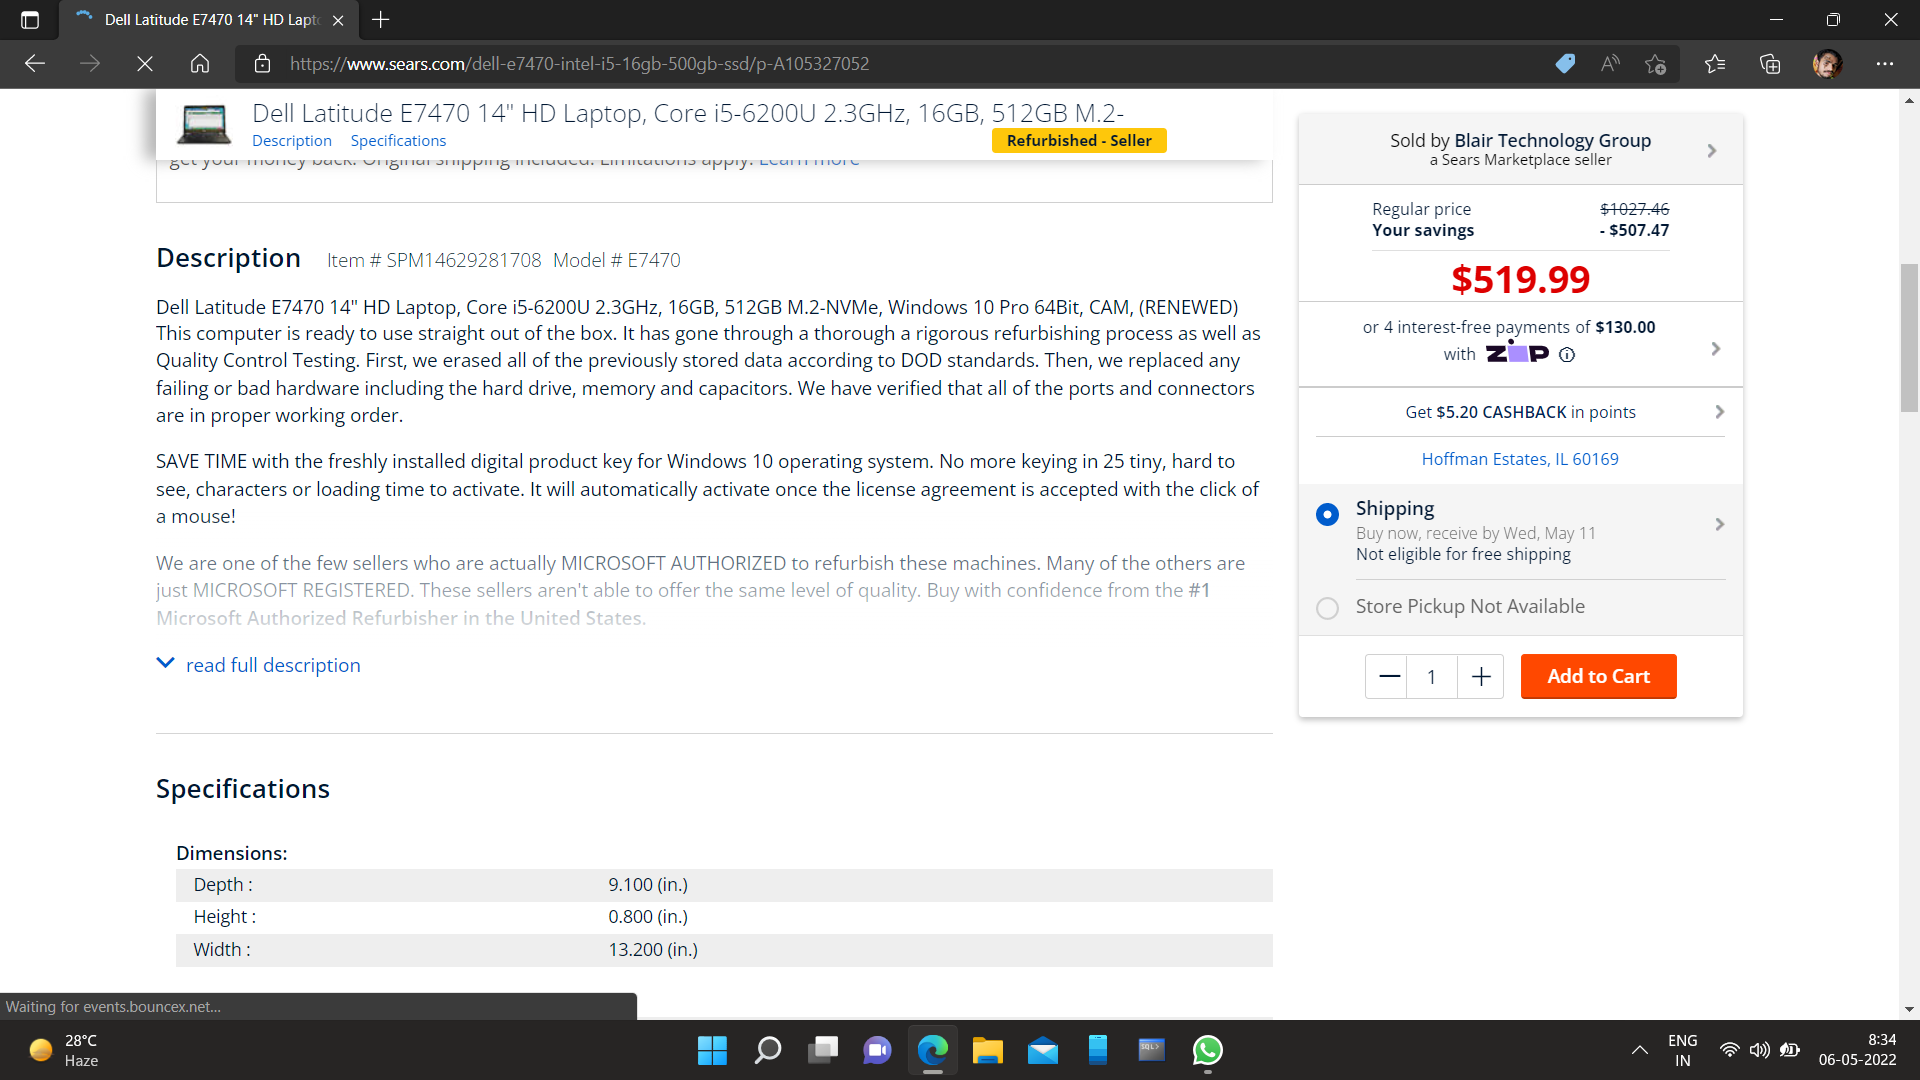 Dell Latitude E7470 14" HD Lapto
https://www.sears.com/dell-e7470-intel-i5-16gb-500gb-ssd/p-A105327052
Dell Latitude E7470 14" HD Laptop, Core i5-6200U 2.3GHz, 16GB, 512GB M.2-
Description Specifications
Refurbished - Seller
get your money back. Original shipping included. Limitations apply. Learn more
Description Item # SPM14629281708 Model # E7470
Dell Latitude E7470 14" HD Laptop, Core i5-6200U 2.3GHz, 16GB, 512GB M.2-NVMe, Windows 10 Pro 64Bit, CAM, (RENEWED)
This computer is ready to use straight out of the box. It has gone through a thorough a rigorous refurbishing process as well as
Quality Control Testing. First, we erased all of the previously stored data according to DOD standards. Then, we replaced any
failing or bad hardware including the hard drive, memory and capacitors. We have verified that all of the ports and connectors
are in proper working order.
SAVE TIME with the freshly installed digital product key for Windows 10 operating system. No more keying in 25 tiny, hard to
see, characters or loading time to activate. It will automatically activate once the license agreement is accepted with the click of
a mouse!
We are one of the few sellers who are actually MICROSOFT AUTHORIZED to refurbish these machines. Many of the others are
just MICROSOFT REGISTERED. These sellers aren't able to offer the same level of quality. Buy with confidence from the #1
Microsoft Authorized Refurbisher in the United States.
read full description
Specifications
Dimensions:
Depth : 9.100 (in.)
Height : 0.800 (in.)
Width : 13.200 (in.)
Sold by Blair Technology Group
a Sears Marketplace seller
Regular price $1027.46
Your savings - $507.47
$519.99
or 4 interest-free payments of $130.00
with ZIP
Get $5.20 CASHBACK in points
Hoffman Estates, IL 60169
Shipping
Buy now, receive by Wed, May 11
Not eligible for free shipping
Store Pickup Not Available
1
Add to Cart
Waiting for events.bouncex.net...
28°C
Haze
SQL>
ENG
IN
8:34
06-05-2022